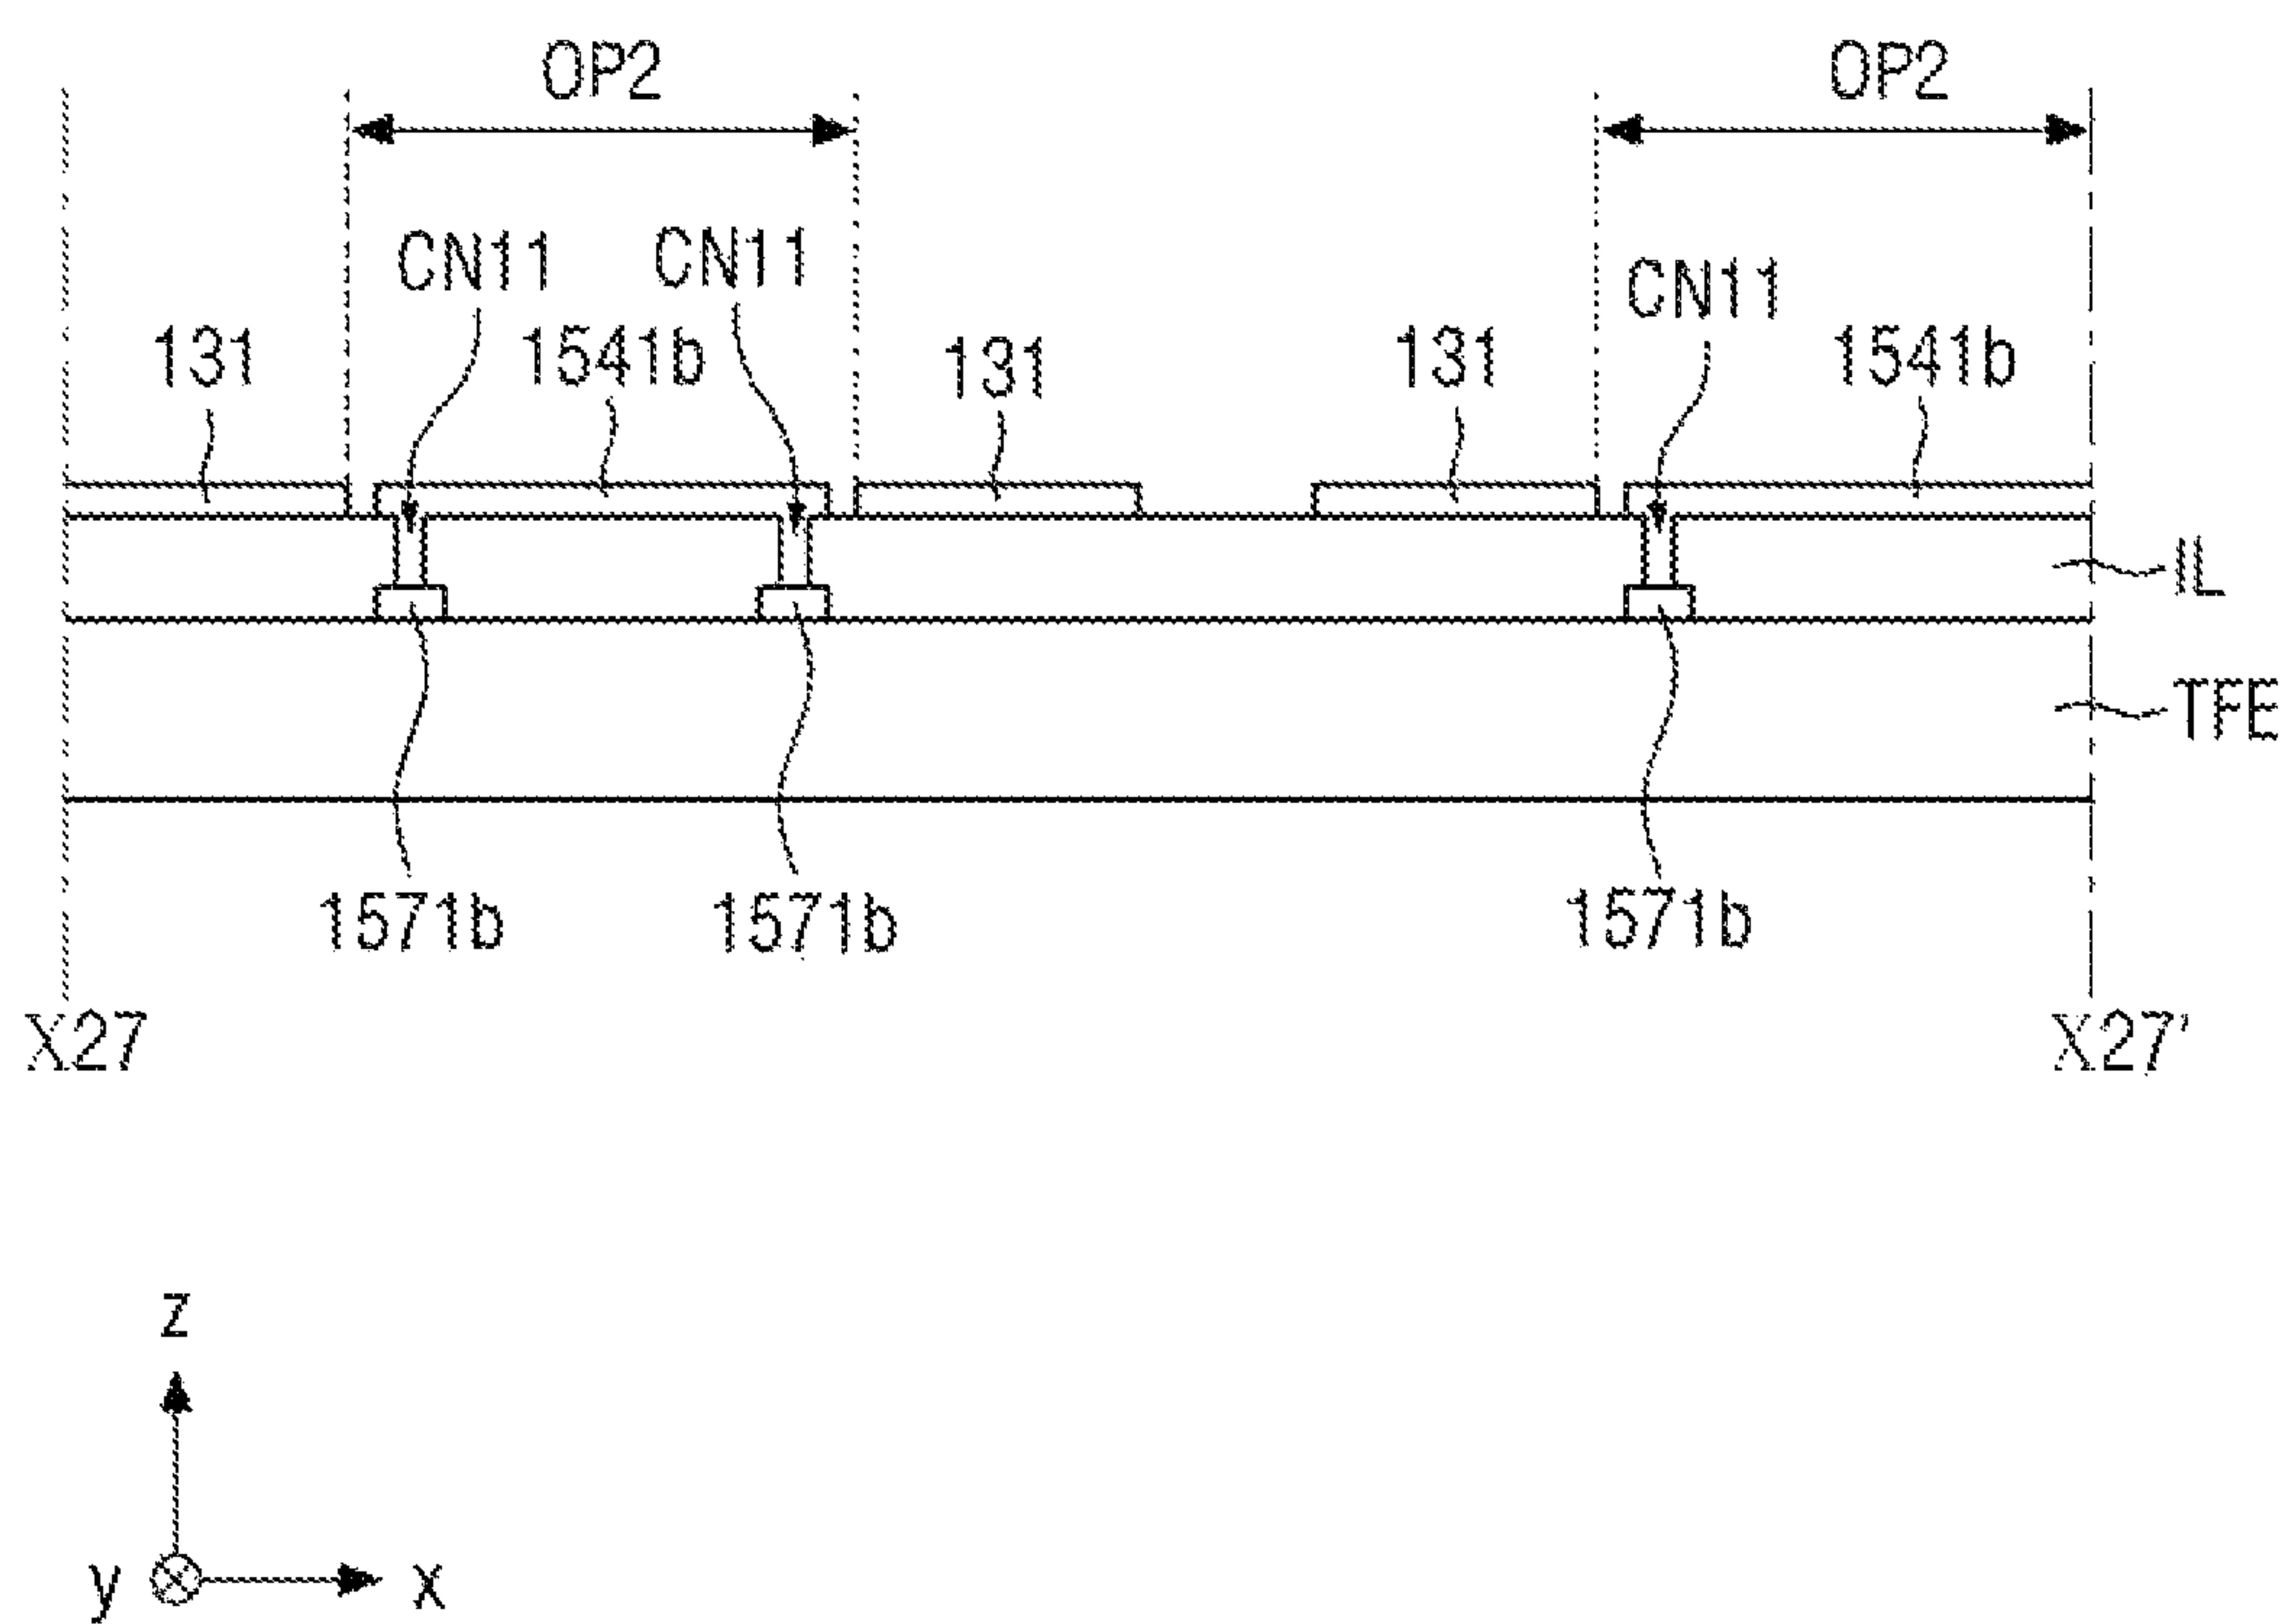 OP2 OP2
CN11 CN11 CN11
131 1541b 131 131 1541b
IL
TFE
1571b 1571b 1571b
X27 X27'
z
y x